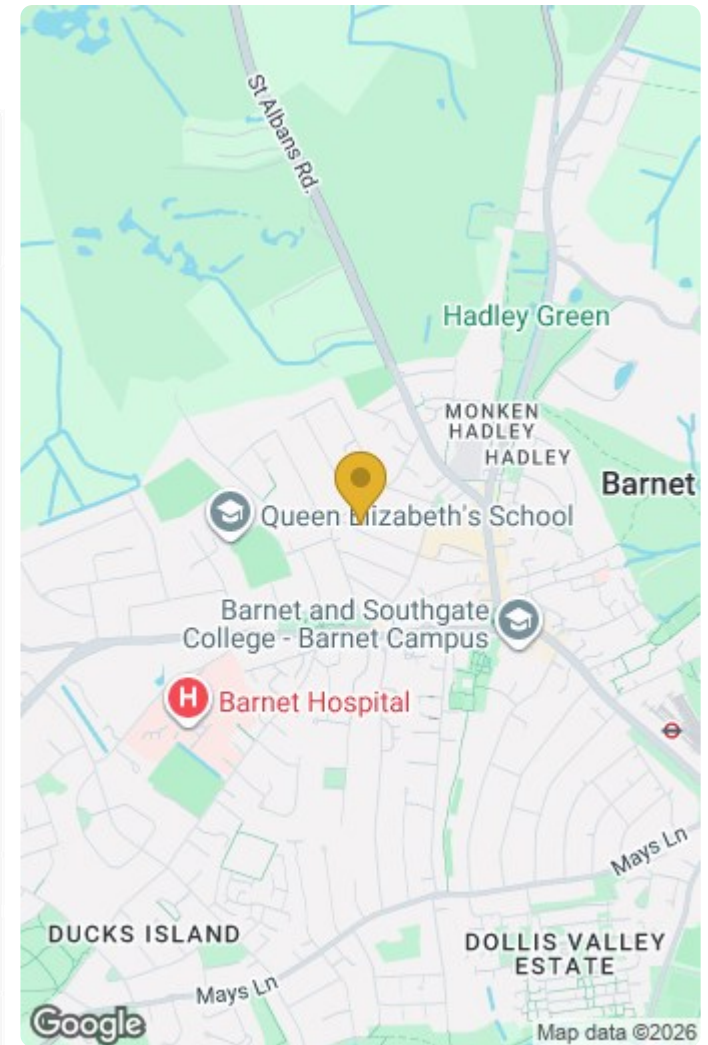 St Albans Rd.
Hadley Green
MONKEN
HADLEY
HADLEY
Barnet
Queen Elizabeth's School
Barnet and Southgate
College - Barnet Campus
H
Barnet Hospital
Mays Ln
DUCKS ISLAND
DOLLIS VALLEY
ESTATE
Mays Ln
Google
Map data ©2026